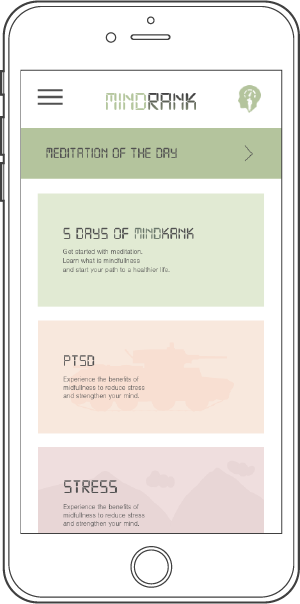 MINDRANK
MEDITATION OF THE DAY
5 DAYS OF MINDKANK
Get started with meditation.
Learn what is mindfulness
and start your path to a healthier life.
PTSD
Experience the benefits of
midfullness to reduce stress
and strengthen your mind.
STRESS
Experience the benefits of
midfullness to reduce stress
and strengthen your mind.